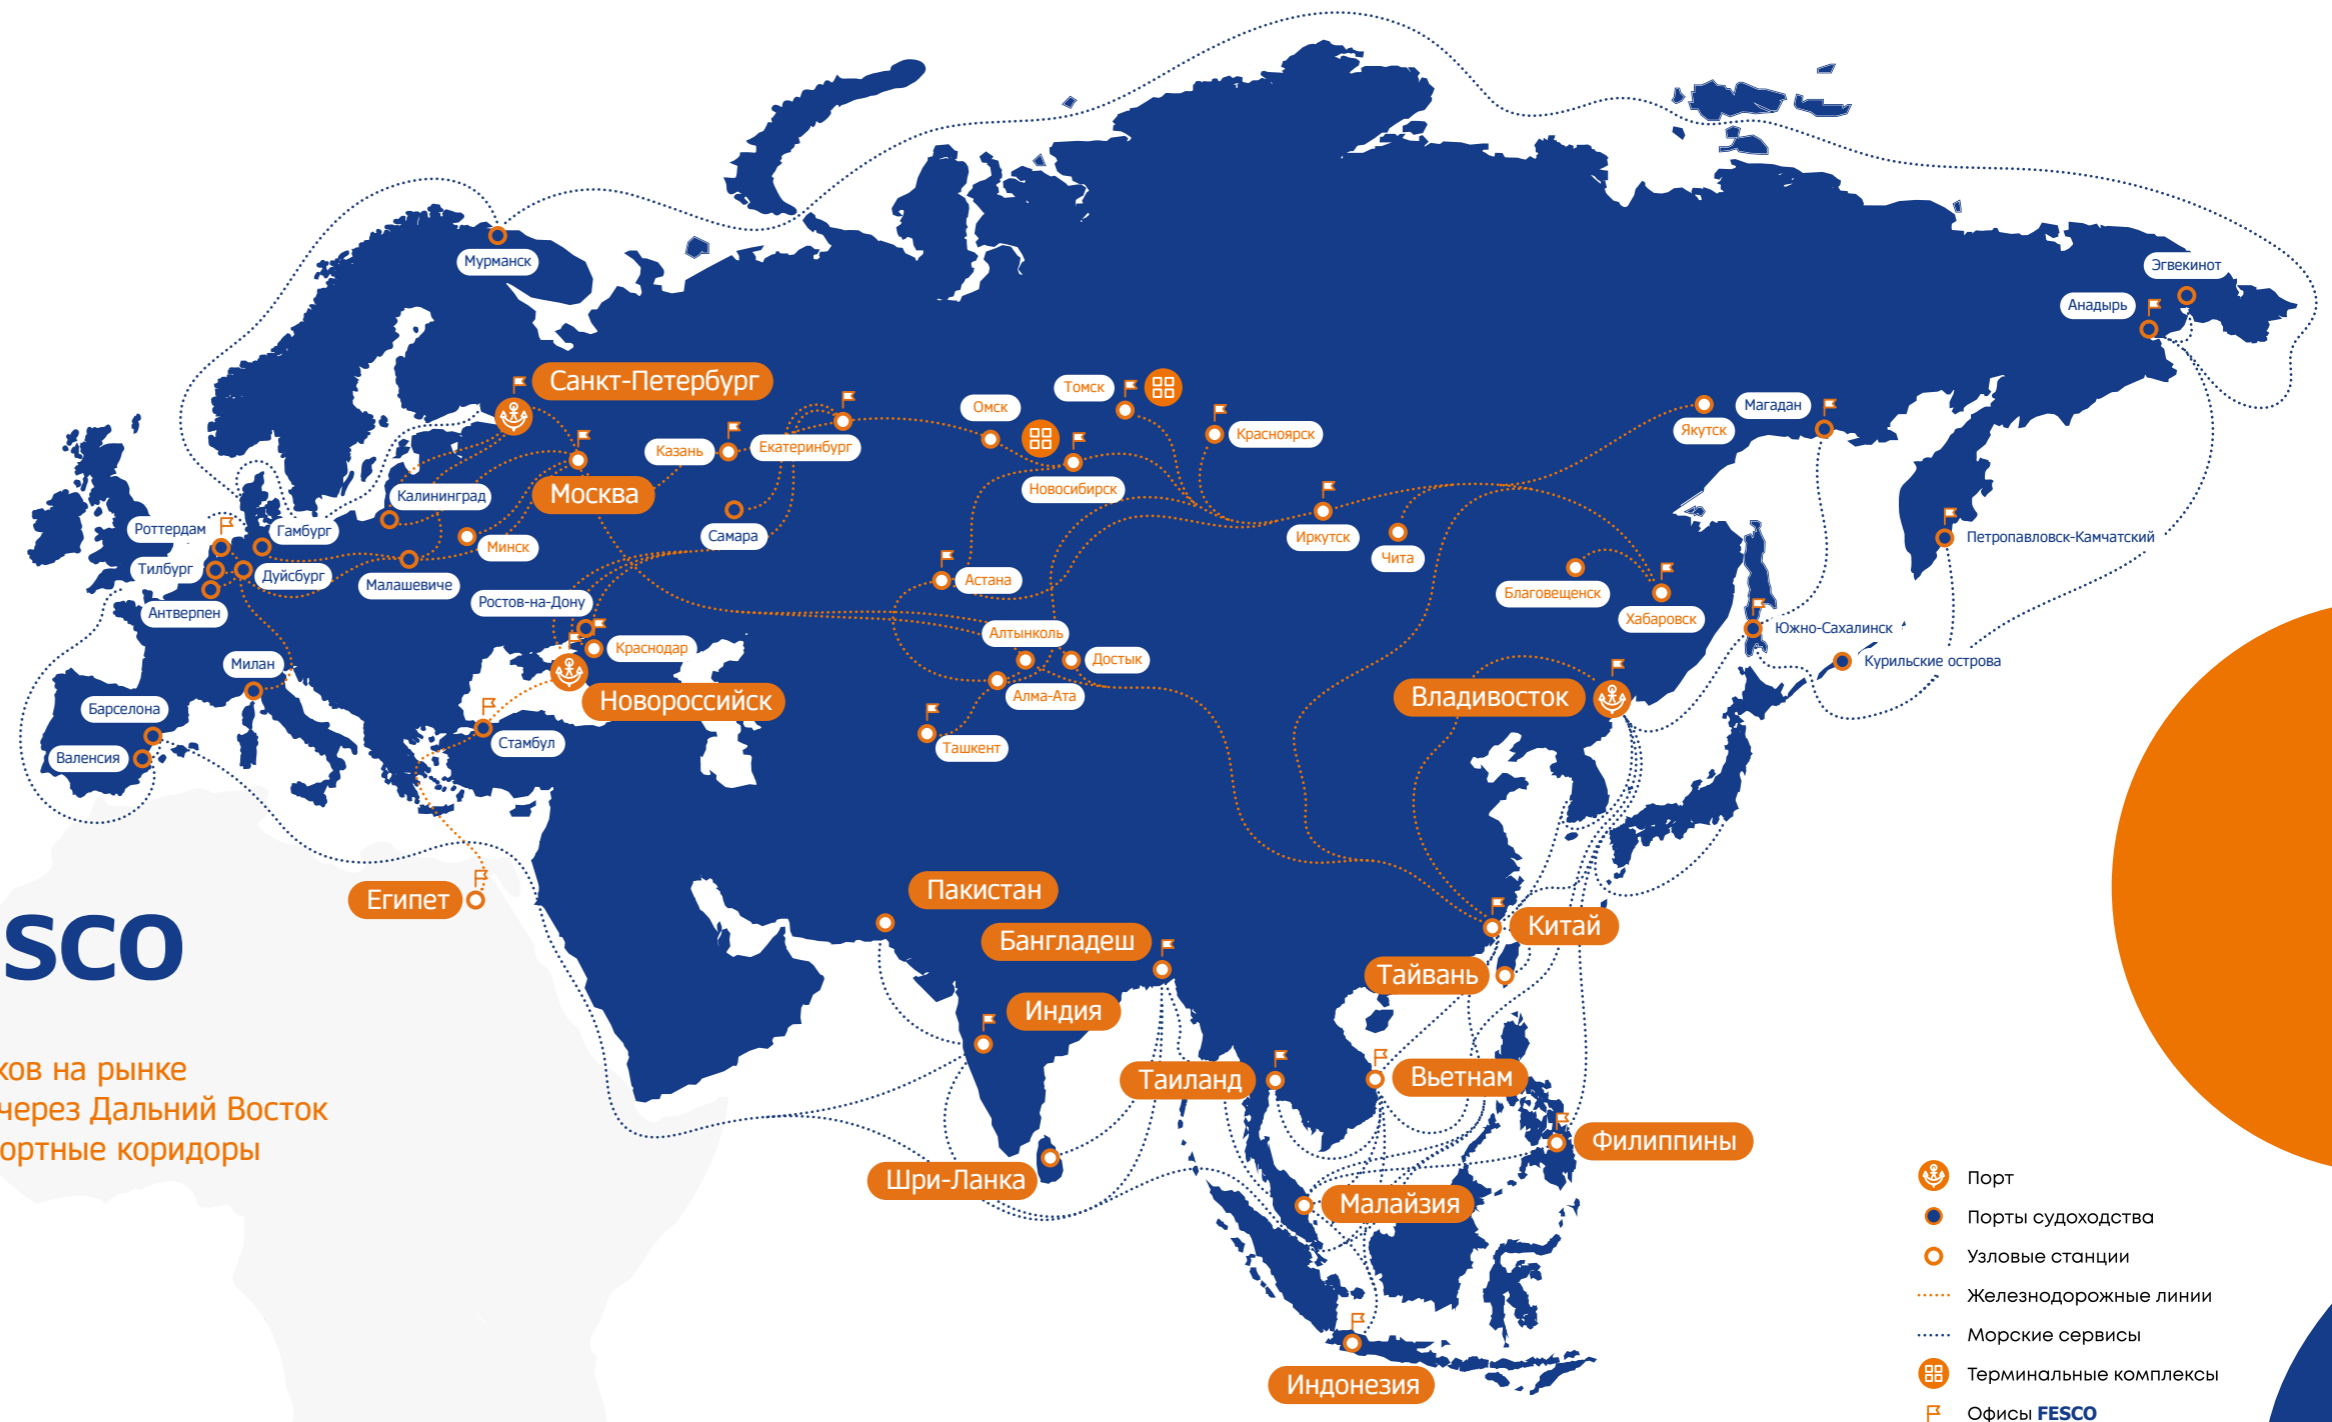 Мурманск
Эгвекинот
Анадырь
Санкт-Петербург
Томск
Омск
Магадан
Якутск
Красноярск
Казань
Екатеринбург
Москва
Новосибирск
Калининград
Роттердам
Гамбург
Минск
Самара
Иркутск
Чита
Петропавловск-Камчатский
Тилбург
Дуйсбург
Малашевиче
Астана
Благовещенск
Антверпен
Ростов-на-Дону
Хабаровск
Алтынколь
Южно-Сахалинск
Краснодар
Достык
Милан
Курильские острова
Алма-Ата
Новороссийск
Владивосток
Барселона
Стамбул
Ташкент
Валенсия
Египет
Пакистан
Китай
Бангладеш
SCO
Тайвань
Индия
ков на рынке
через Дальний Восток
ортные коридоры
Таиланд
Вьетнам
Филиппины
Шри-Ланка
Малайзия
Индонезия
Порт
Порты судоходства
Узловые станции
Железнодорожные линии
Морские сервисы
Терминальные комплексы
Офисы FESCO